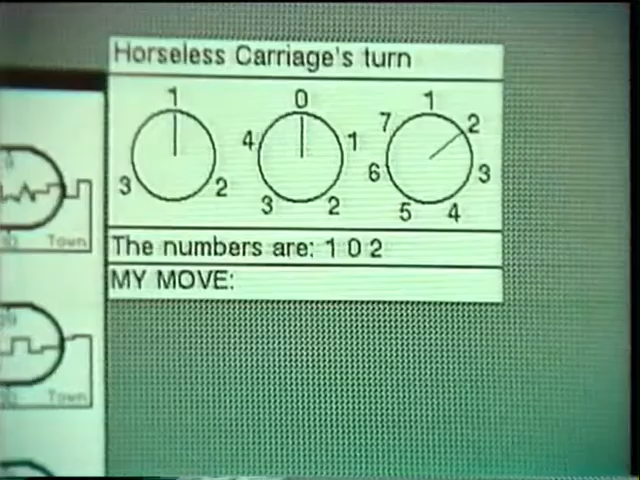 Horseless Carriage's turn
1 0 1
3 2 4 1 3 2 7 2 6 3 5 4
The numbers are: 1 0 2
MY MOVE:
Town
Town